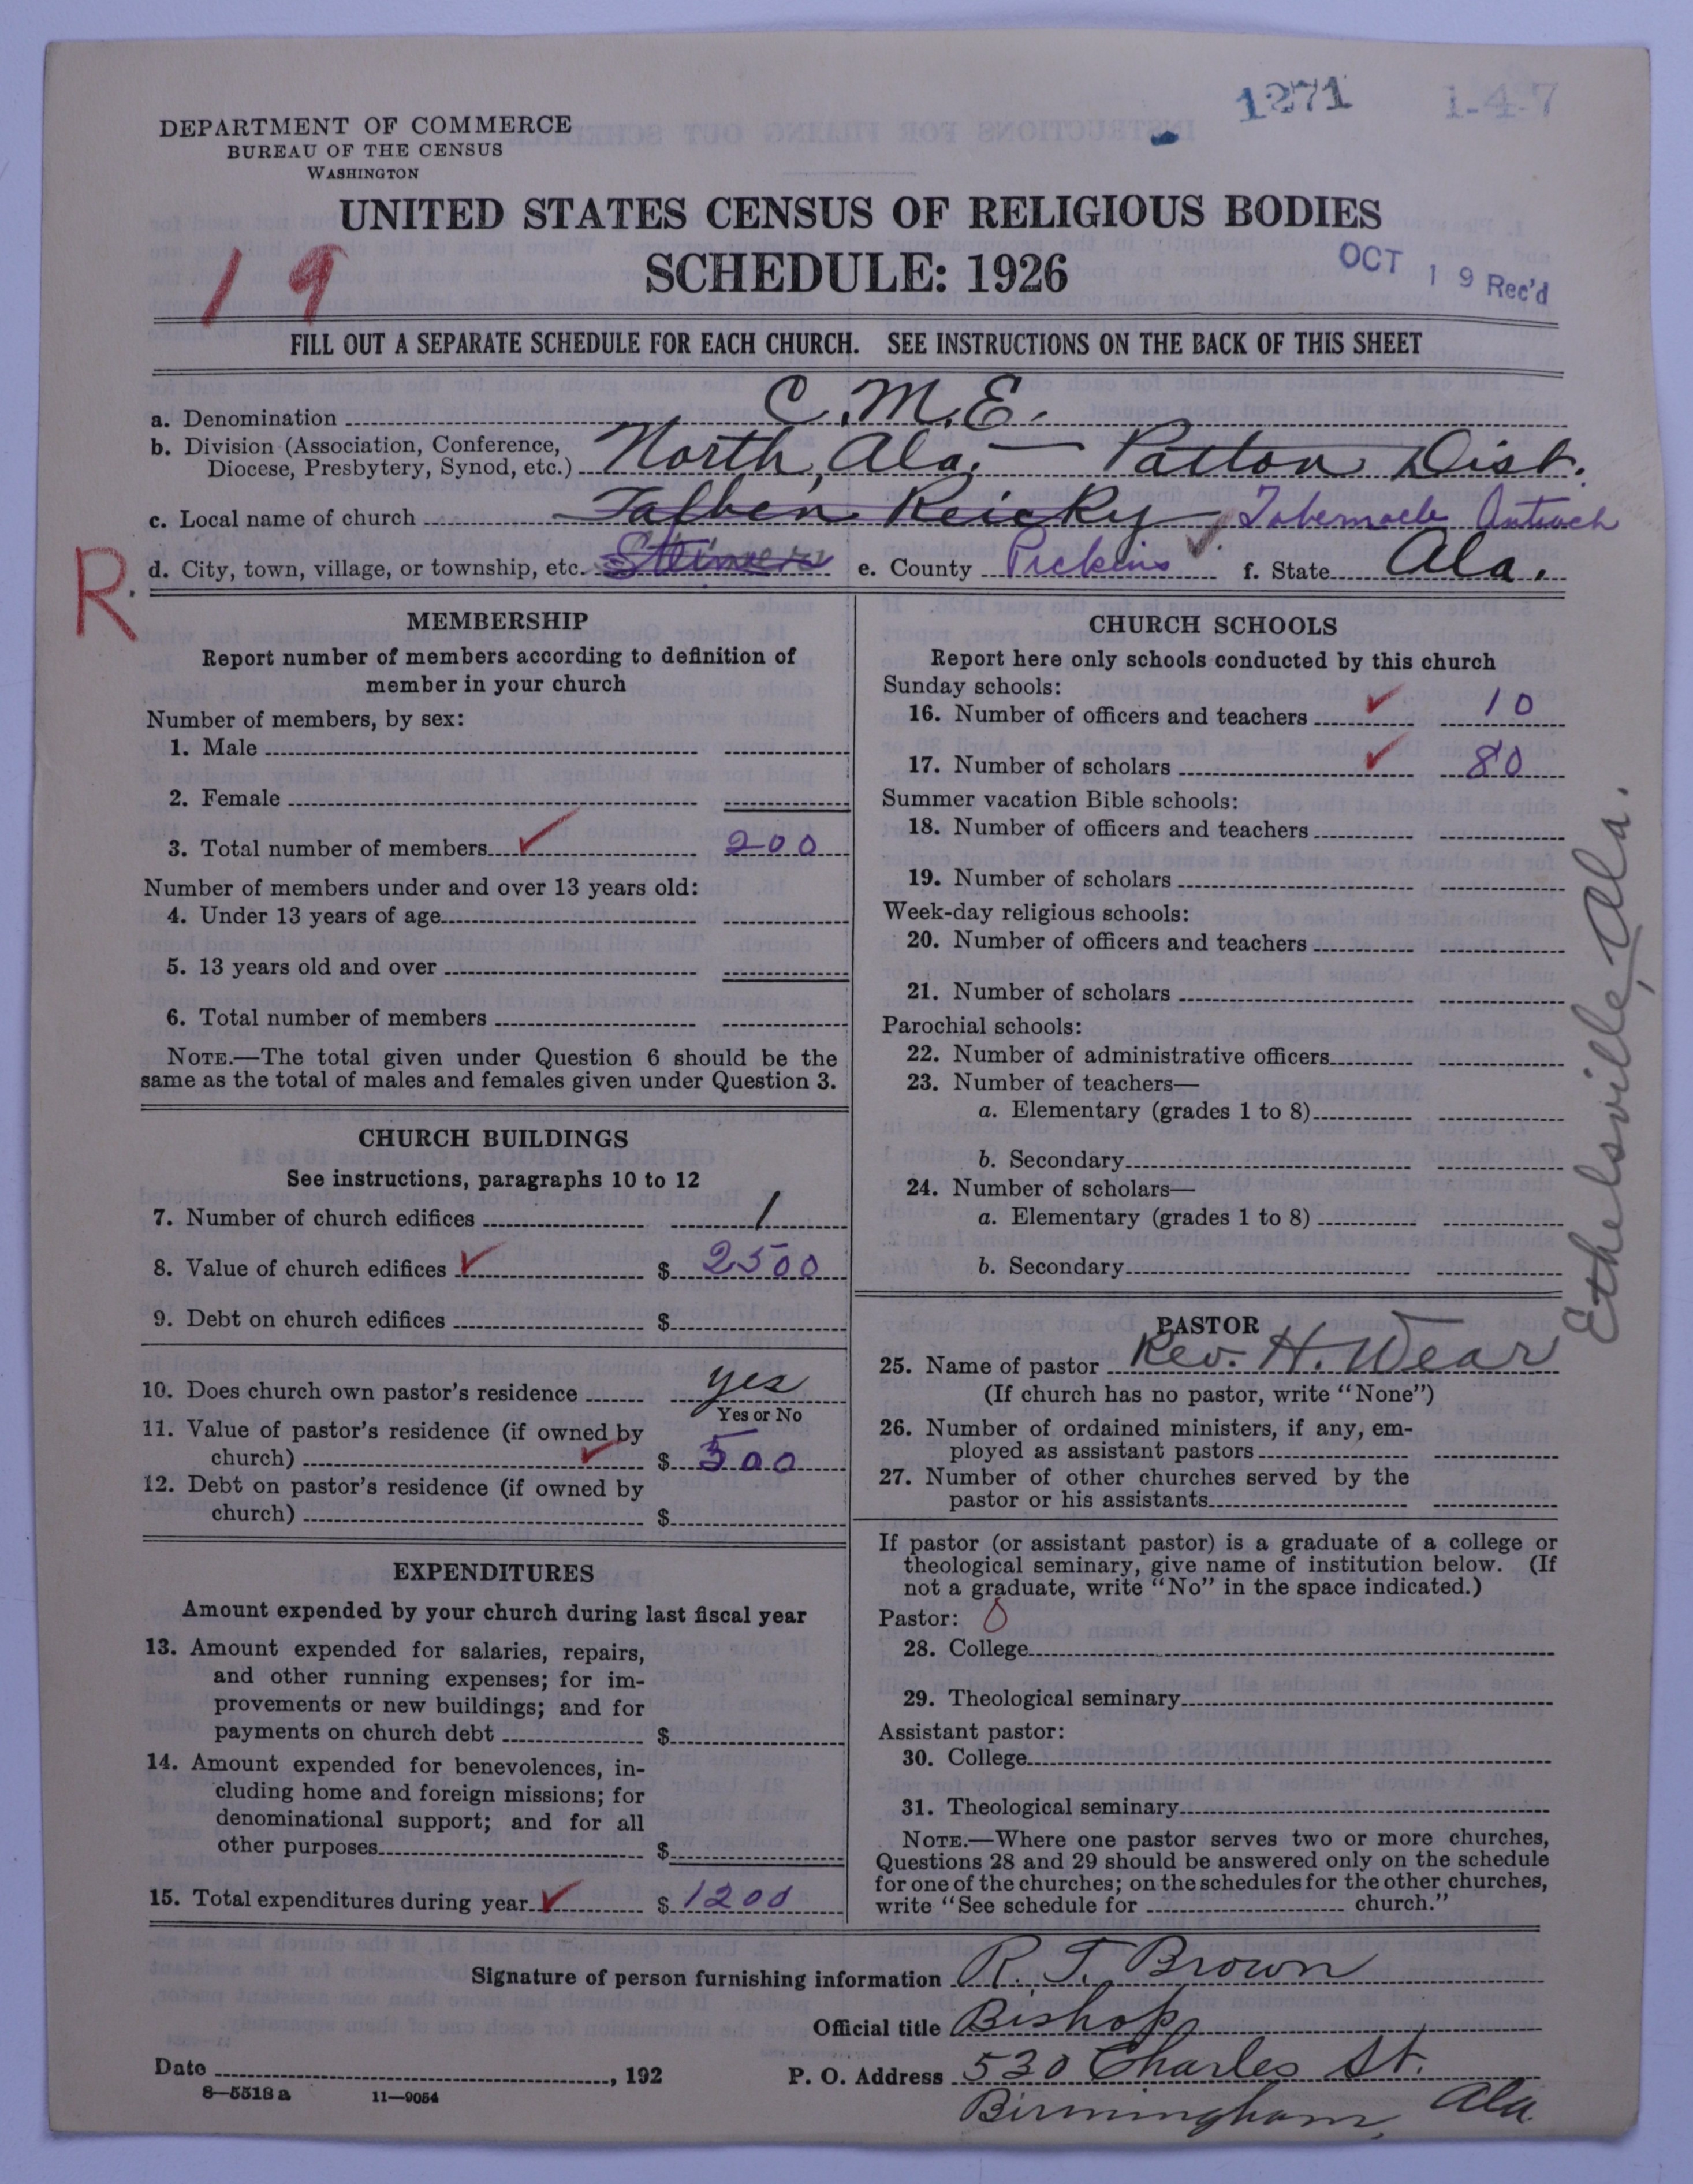 1271
1-4-7
DEPARTMENT OF COMMERCE
BUREAU OF THE CENSUS
WASHINGTON
UNITED STATES CENSUS OF RELIGIOUS BODIES
SCHEDULE: 1926
19
OCT 19 Rec'd
FILL OUT A SEPARATE SCHEDULE FOR EACH CHURCH. SEE INSTRUCTIONS ON THE BACK OF THIS SHEET
a. Denomination C.M.E.
b. Division (Association, Conference,
Diocese, Presbytery, Synod, etc.) North Ala. — Patton Dist.
c. Local name of church Tabernacle Antioch
R.
d. City, town, village, or township, etc. e. County Pickins f. State Ala.
MEMBERSHIP
Report number of members according to definition of
member in your church
Number of members, by sex:
1. Male
2. Female
3. Total number of members 200
Number of members under and over 13 years old:
4. Under 13 years of age
5. 13 years old and over
6. Total number of members
NOTE.—The total given under Question 6 should be the
same as the total of males and females given under Question 3.
CHURCH BUILDINGS
See instructions, paragraphs 10 to 12
7. Number of church edifices 1
8. Value of church edifices $ 2500
9. Debt on church edifices $
10. Does church own pastor's residence yes
Yes or No
11. Value of pastor's residence (if owned by
church) $ 500
12. Debt on pastor's residence (if owned by
church) $
EXPENDITURES
Amount expended by your church during last fiscal year
13. Amount expended for salaries, repairs,
and other running expenses; for im-
provements or new buildings; and for
payments on church debt $
14. Amount expended for benevolences, in-
cluding home and foreign missions; for
denominational support; and for all
other purposes $
15. Total expenditures during year $ 1200
CHURCH SCHOOLS
Report here only schools conducted by this church
Sunday schools:
16. Number of officers and teachers 10
17. Number of scholars 80
Summer vacation Bible schools:
18. Number of officers and teachers
19. Number of scholars
Week-day religious schools:
20. Number of officers and teachers
21. Number of scholars
Parochial schools:
22. Number of administrative officers
23. Number of teachers—
a. Elementary (grades 1 to 8)
b. Secondary
24. Number of scholars—
a. Elementary (grades 1 to 8)
b. Secondary
Ethelsville, Ala.
PASTOR
25. Name of pastor Rev. H. Wear
(If church has no pastor, write "None")
26. Number of ordained ministers, if any, em-
ployed as assistant pastors
27. Number of other churches served by the
pastor or his assistants
If pastor (or assistant pastor) is a graduate of a college or
theological seminary, give name of institution below. (If
not a graduate, write "No" in the space indicated.)
Pastor: 0
28. College
29. Theological seminary
Assistant pastor:
30. College
31. Theological seminary
NOTE.—Where one pastor serves two or more churches,
Questions 28 and 29 should be answered only on the schedule
for one of the churches; on the schedules for the other churches,
write "See schedule for church."
Signature of person furnishing information R. T. Brown
Official title Bishop
Date , 192 P. O. Address 530 Charles St.
Birmingham, Ala.
8—5518 a 11—9054